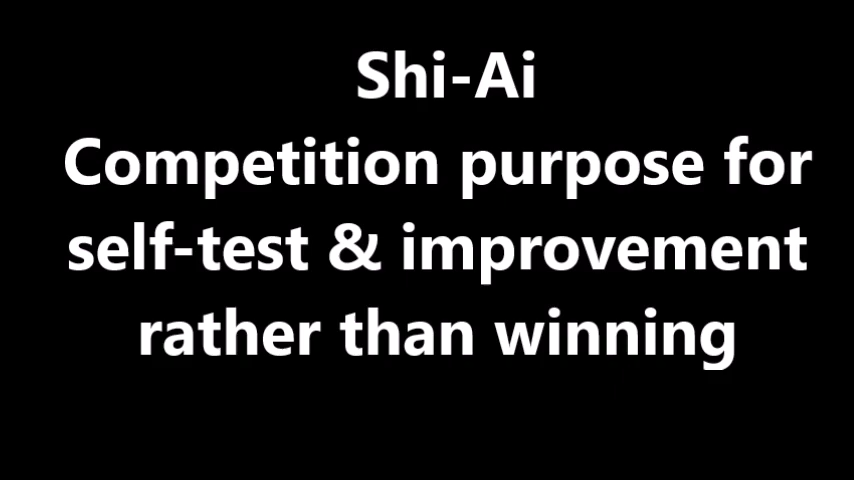 Shi-Ai
Competition purpose for
self-test & improvement
rather than winning